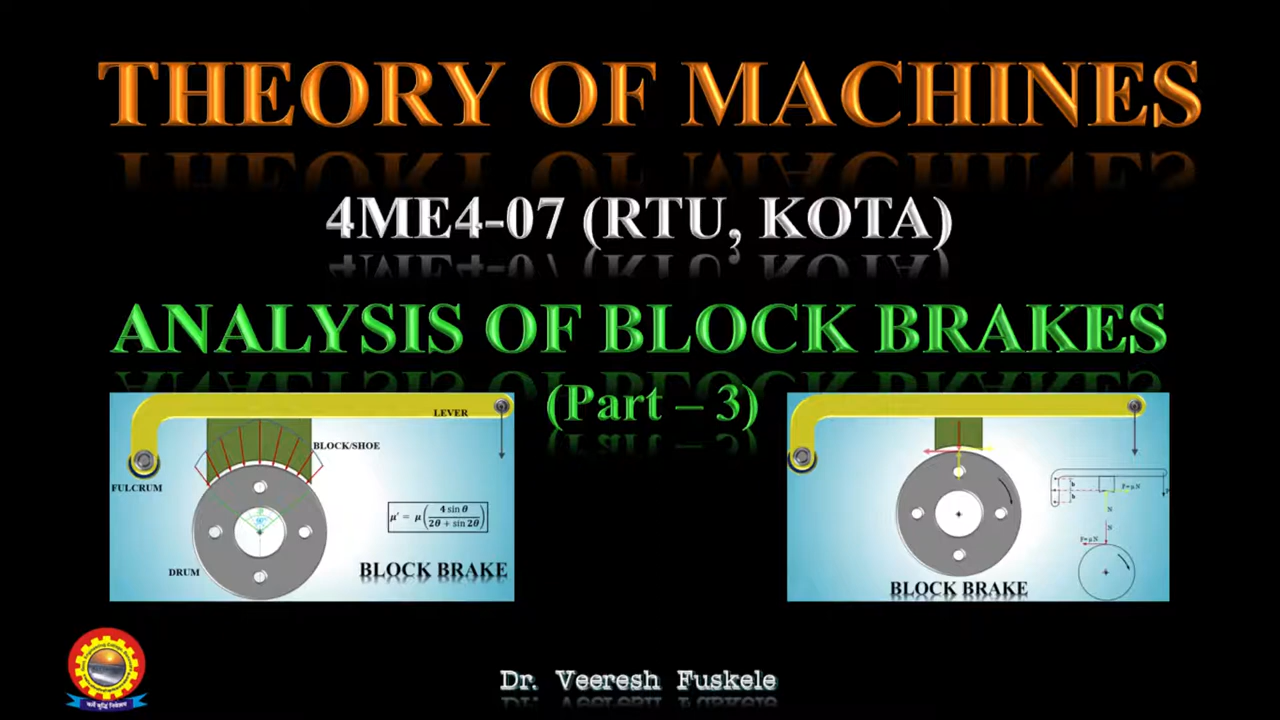 THEORY OF MACHINES
4ME4-07 (RTU, KOTA)
ANALYSIS OF BLOCK BRAKES
(Part – 3)
LEVER
BLOCK/SHOE
FULCRUM
μ' = μ (4 sin θ / 2θ + sin 2θ)
DRUM
BLOCK BRAKE
F=μ.N
N
N
F=μ.N
BLOCK BRAKE
Dr. Veeresh Fuskele